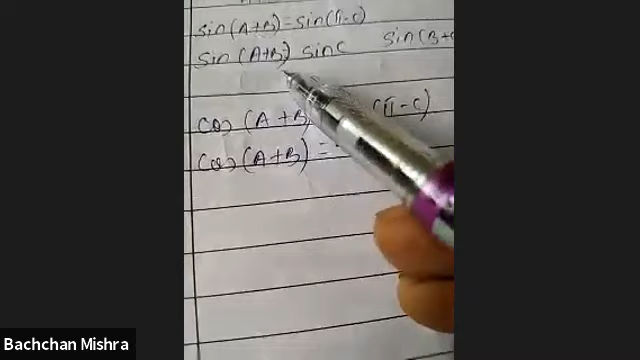 sin(A+B) = sin(π-C)
sin(A+B) sinC sin(B+
cos (A+B) (π-C)
cos (A+B) =
Bachchan Mishra